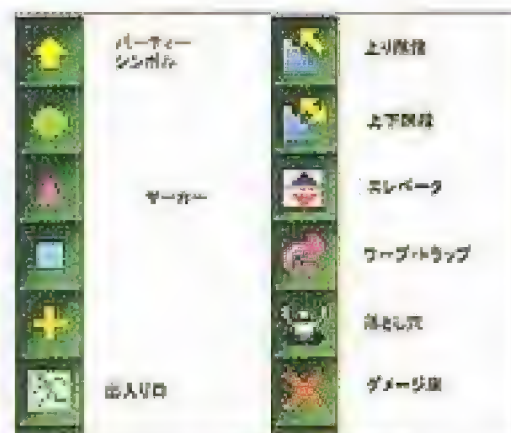 パーティー
シンボル
マーカー
出入り口
上り階段
上下階段
エレベータ
ワープ・トラップ
落とし穴
ダメージ床